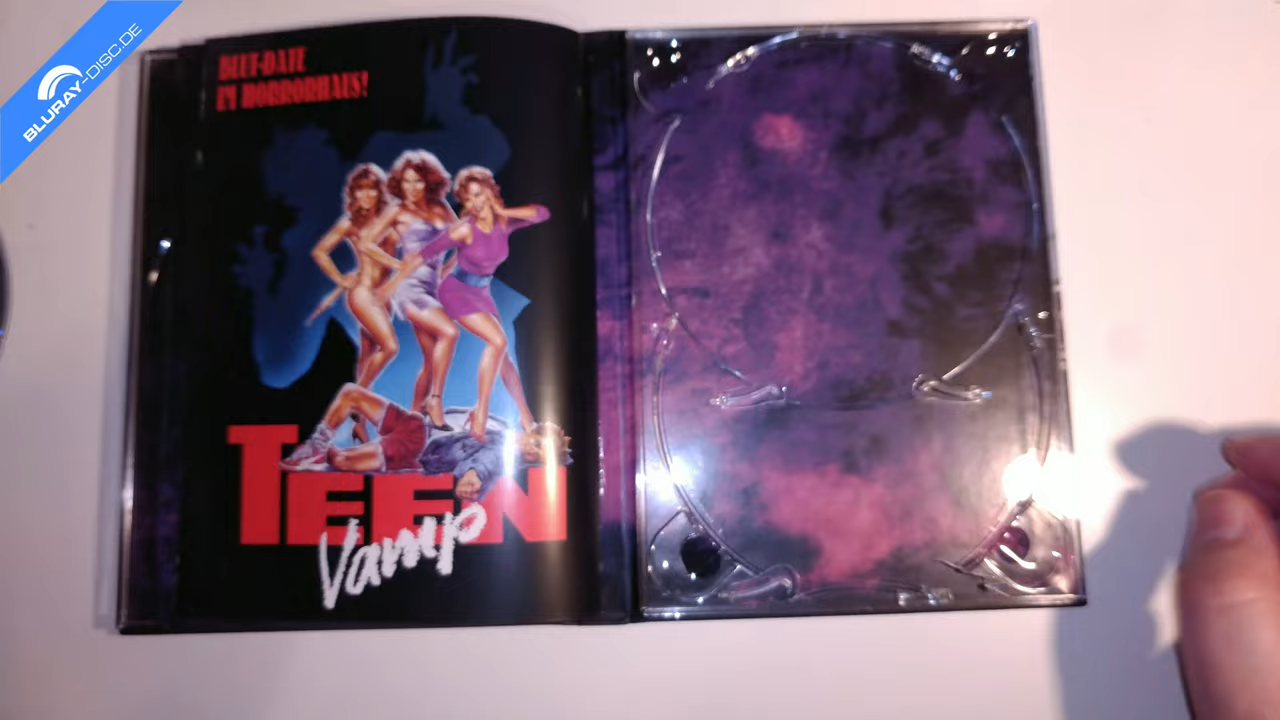 BLURAY-DISC.DE
BLUT-DATE
IM HORRORHAUS!
TEEN
Vamp